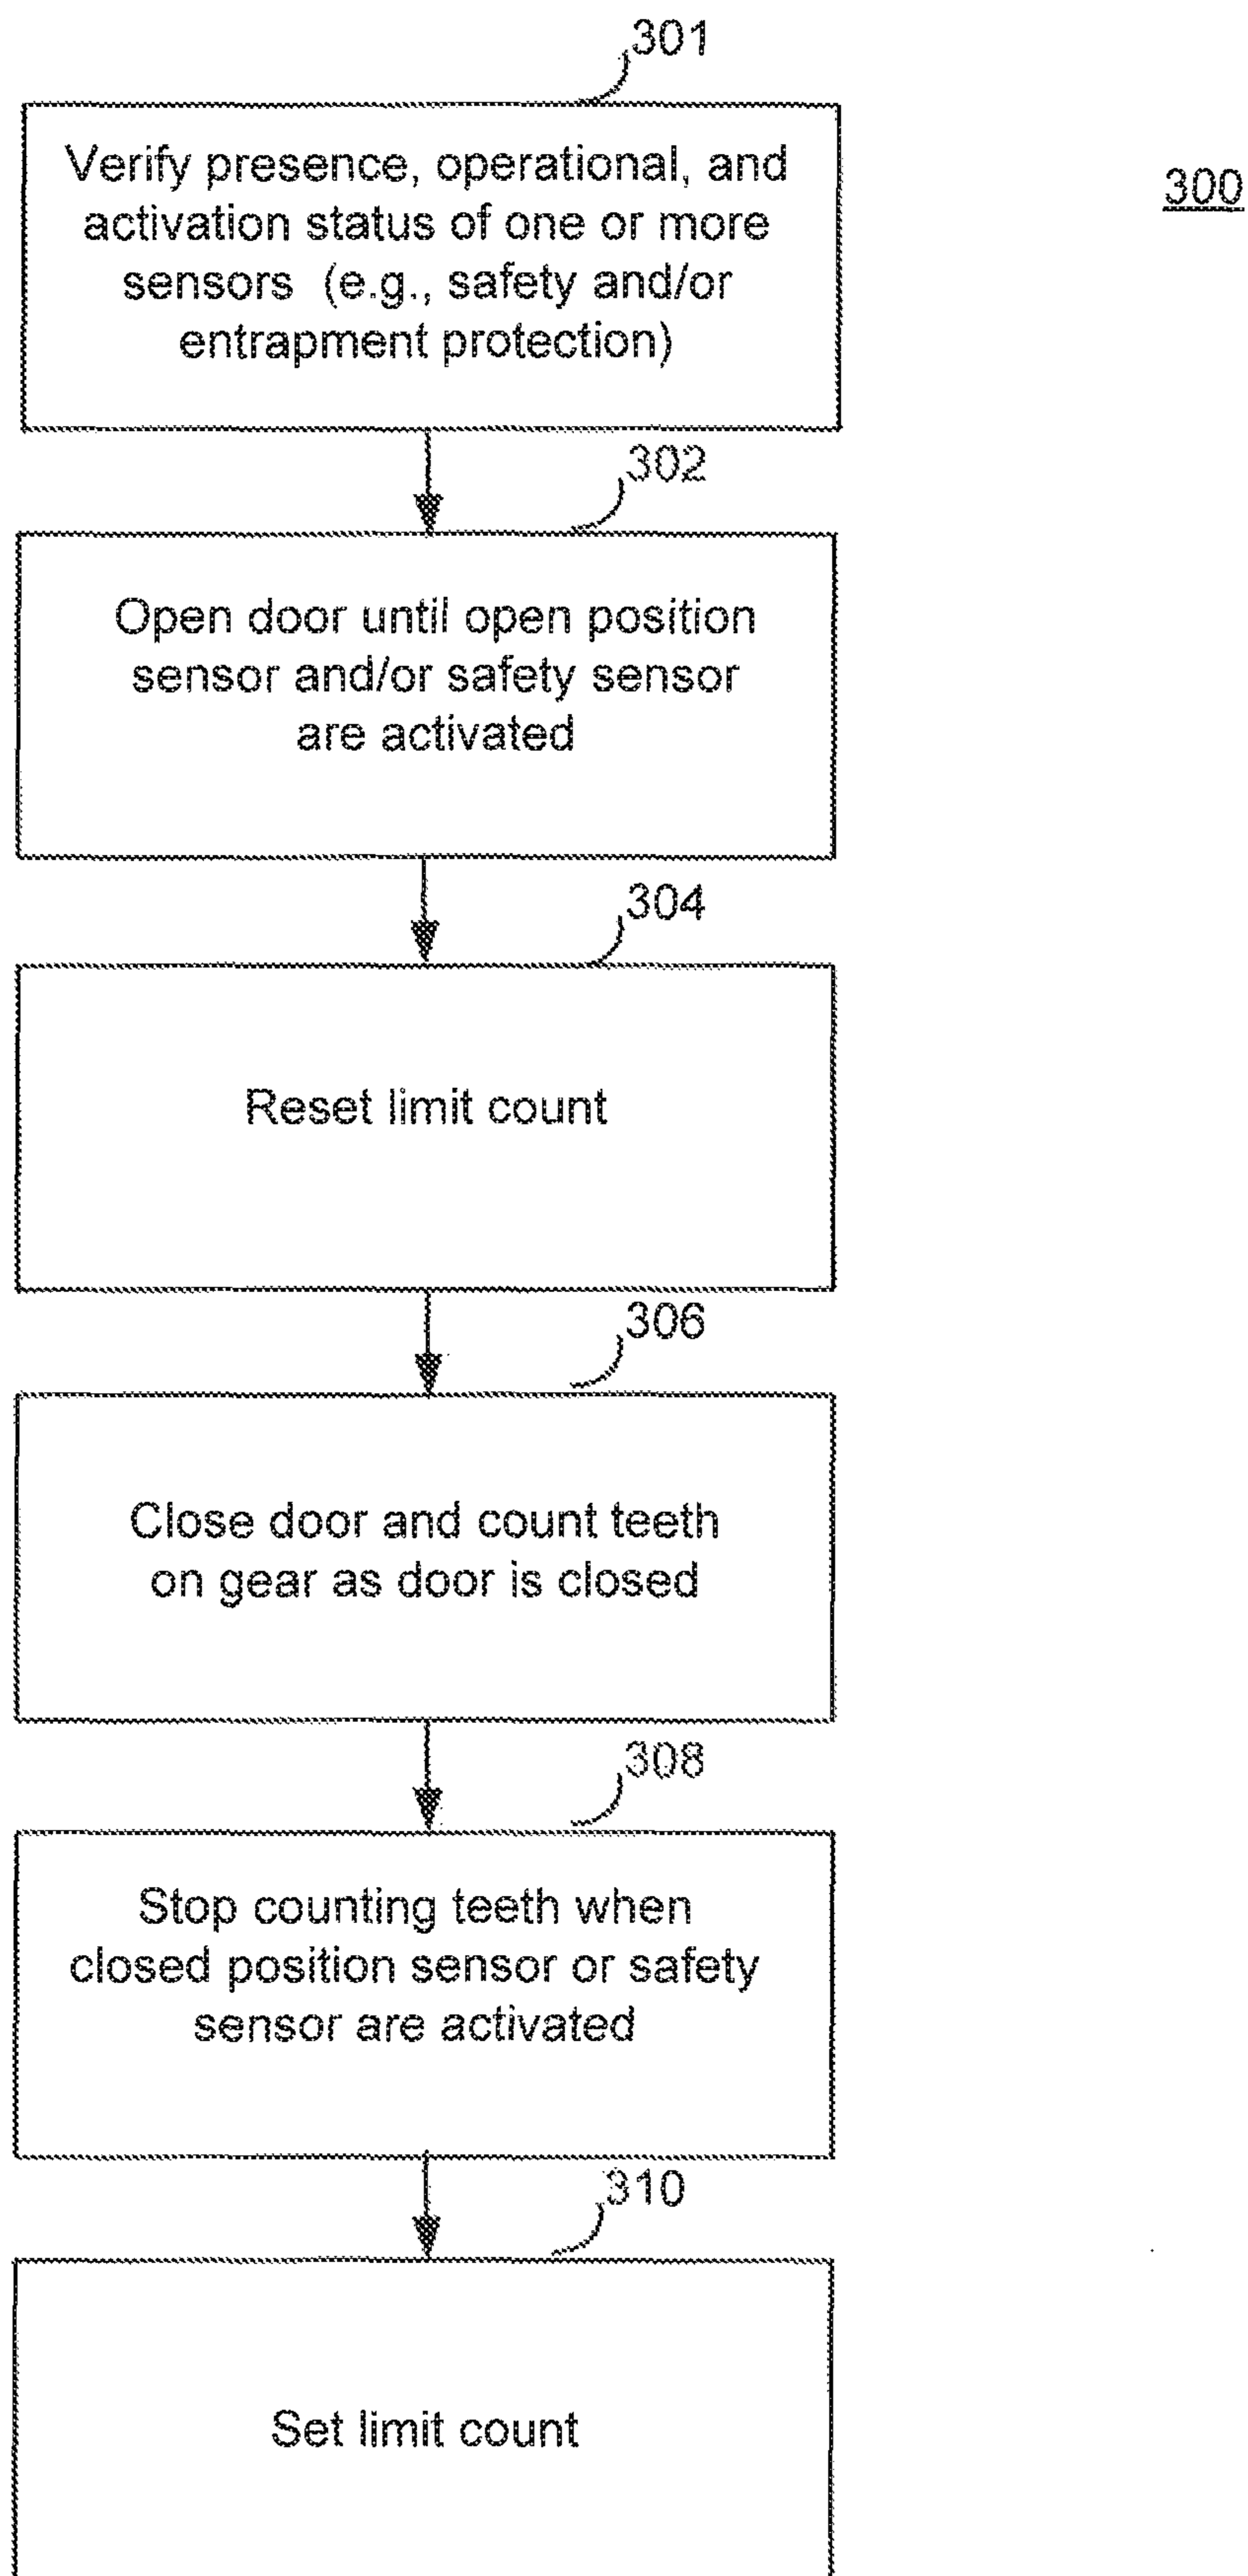 301
300
Verify presence, operational, and
activation status of one or more
sensors (e.g., safety and/or
entrapment protection)
302
Open door until open position
sensor and/or safety sensor
are activated
304
Reset limit count
306
Close door and count teeth
on gear as door is closed
308
Stop counting teeth when
closed position sensor or safety
sensor are activated
310
Set limit count